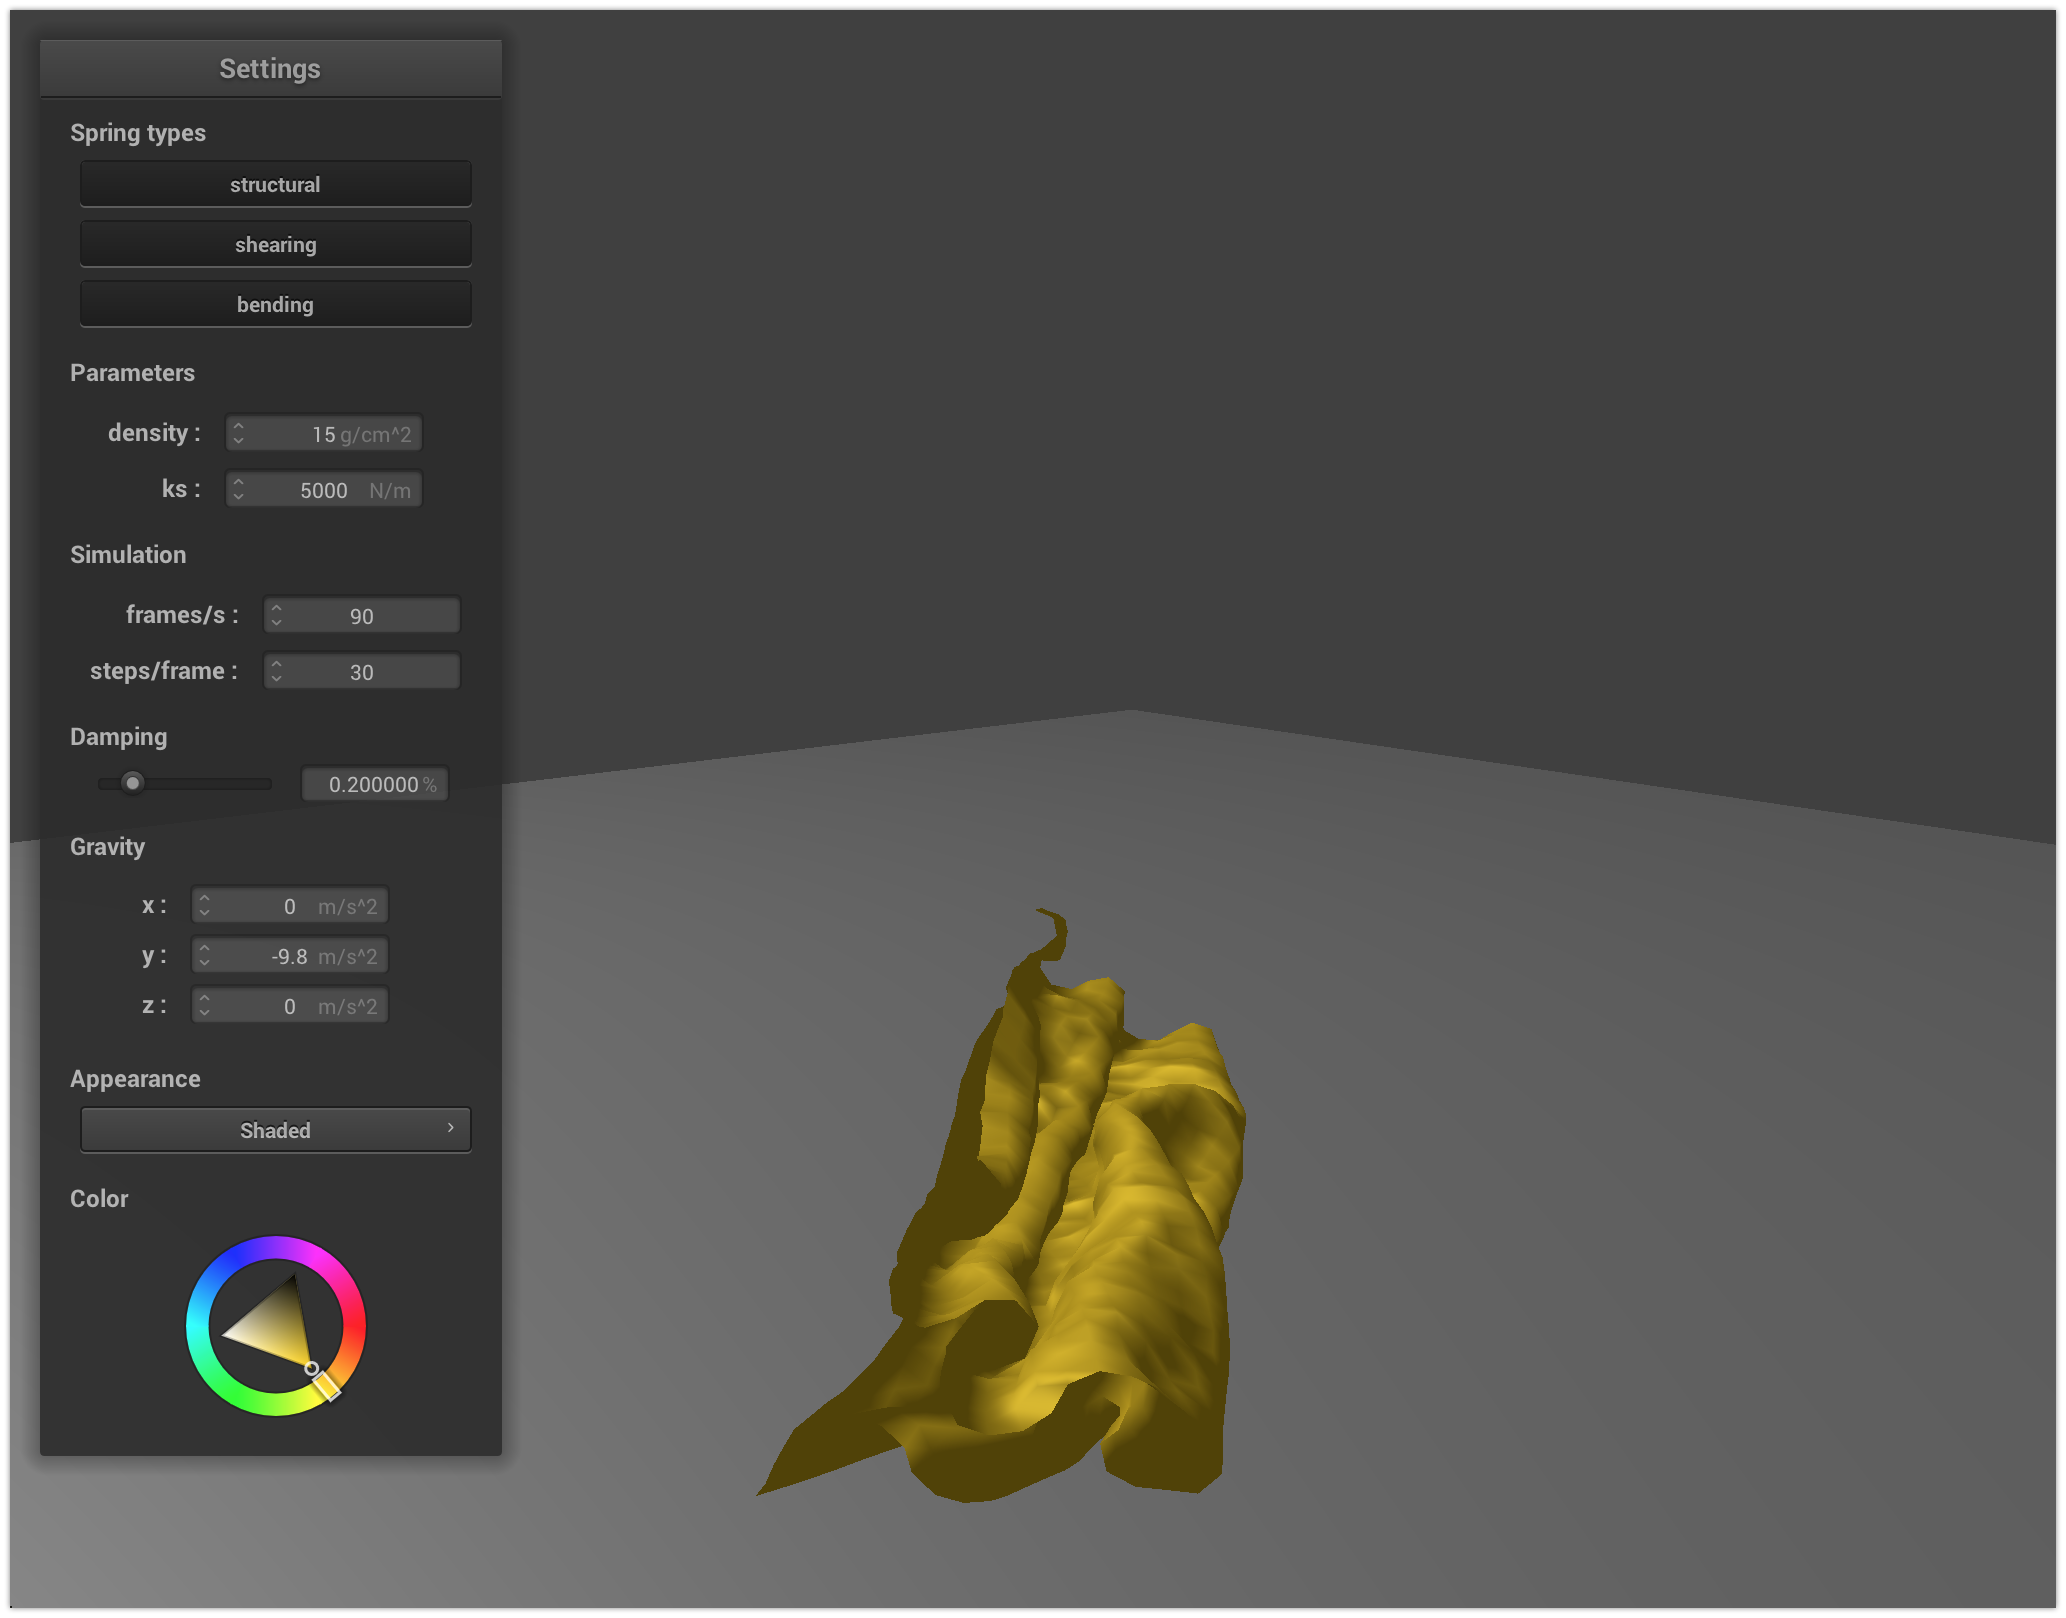 Settings
Spring types
structural
shearing
bending
Parameters
density : 15 g/cm^2
ks : 5000 N/m
Simulation
frames/s : 90
steps/frame : 30
Damping
0.200000 %
Gravity
x : 0 m/s^2
y : -9.8 m/s^2
z : 0 m/s^2
Appearance
Shaded
Color